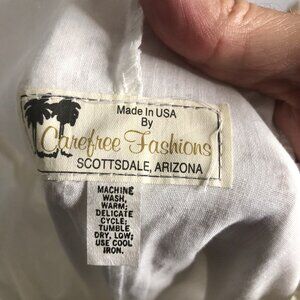 Made In USA
By
Carefree Fashions
SCOTTSDALE, ARIZONA
MACHINE
WASH,
WARM;
DELICATE
CYCLE;
TUMBLE
DRY, LOW;
USE COOL
IRON.